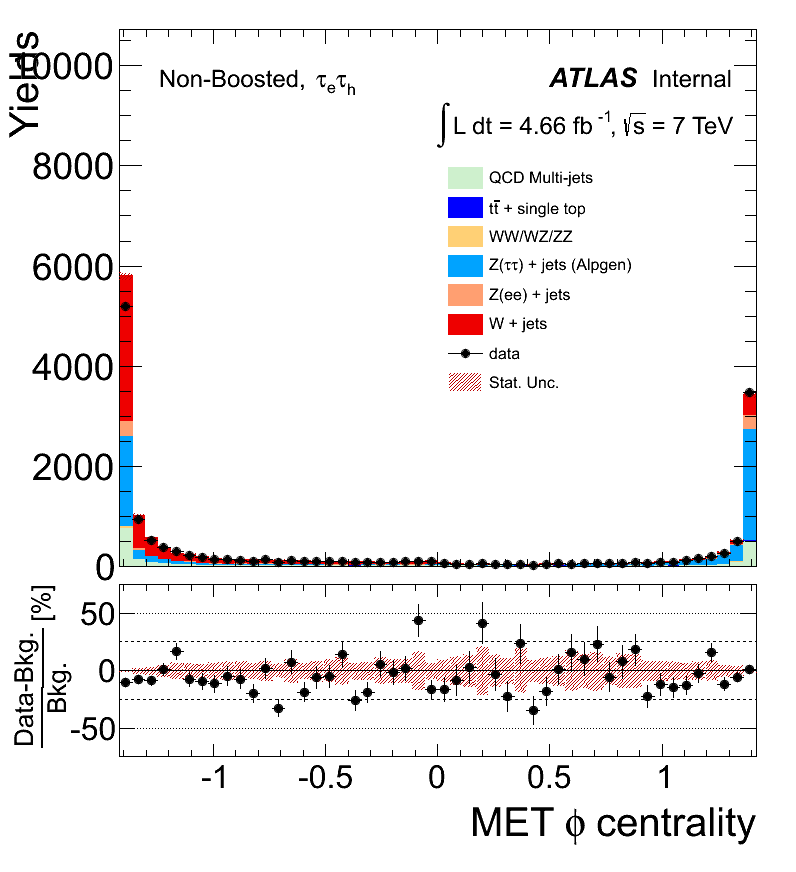 Yields
10000
8000
6000
4000
2000
0
Non-Boosted, τeτh
ATLAS Internal
∫ L dt = 4.66 fb-1, √s = 7 TeV
QCD Multi-jets
tt̄ + single top
WW/WZ/ZZ
Z(ττ) + jets (Alpgen)
Z(ee) + jets
W + jets
data
Stat. Unc.
Data-Bkg.
Bkg.
[%]
50
0
-50
-1 -0.5 0 0.5 1
MET ϕ centrality